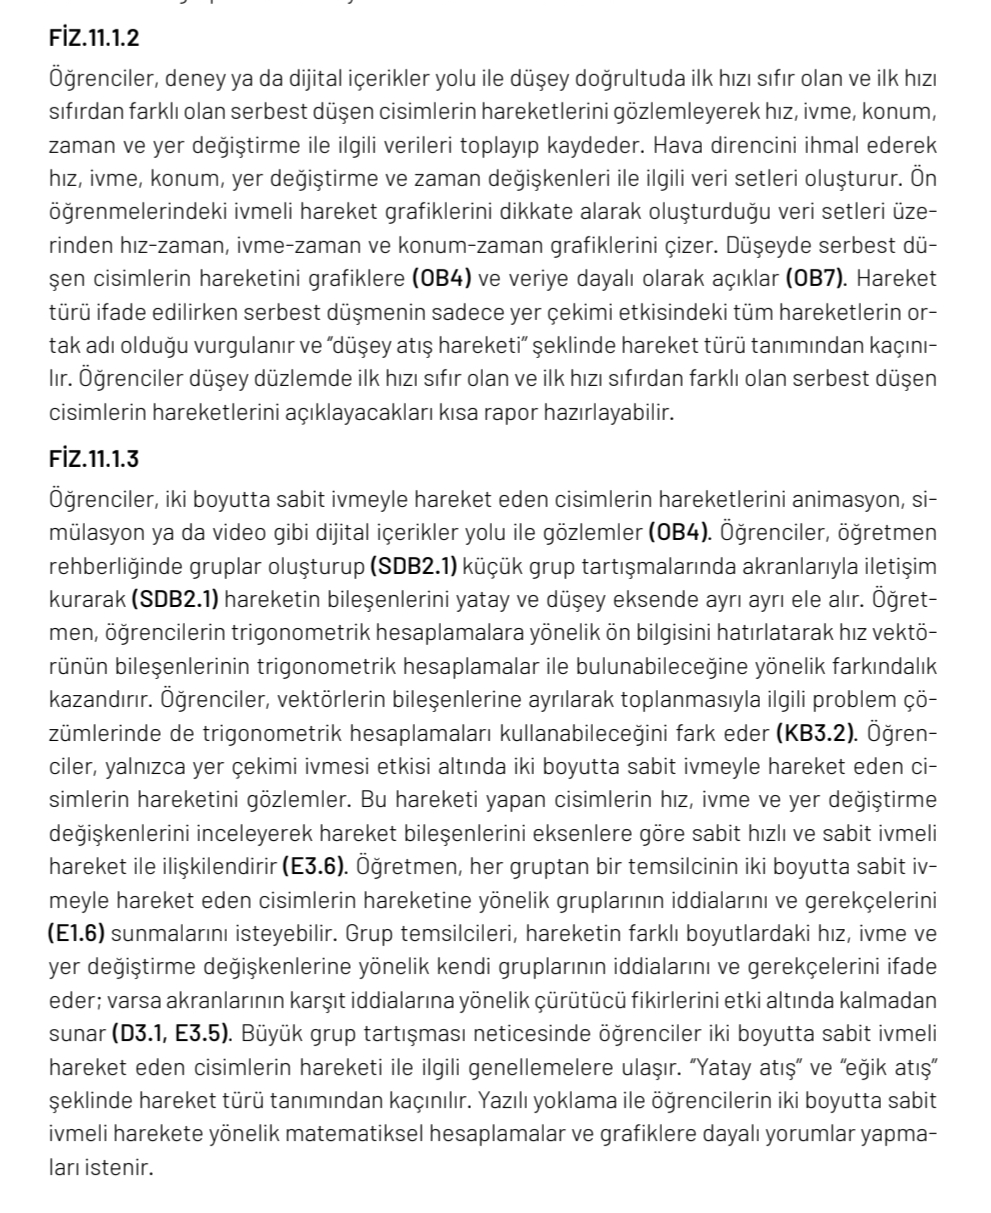 FİZ.11.1.2
Öğrenciler, deney ya da dijital içerikler yolu ile düşey doğrultuda ilk hızı sıfır olan ve ilk hızı
sıfırdan farklı olan serbest düşen cisimlerin hareketlerini gözlemleyerek hız, ivme, konum,
zaman ve yer değiştirme ile ilgili verileri toplayıp kaydeder. Hava direncini ihmal ederek
hız, ivme, konum, yer değiştirme ve zaman değişkenleri ile ilgili veri setleri oluşturur. Ön
öğrenmelerindeki ivmeli hareket grafiklerini dikkate alarak oluşturduğu veri setleri üze-
rinden hız-zaman, ivme-zaman ve konum-zaman grafiklerini çizer. Düşeyde serbest dü-
şen cisimlerin hareketini grafiklere (OB4) ve veriye dayalı olarak açıklar (OB7). Hareket
türü ifade edilirken serbest düşmenin sadece yer çekimi etkisindeki tüm hareketlerin or-
tak adı olduğu vurgulanır ve “düşey atış hareketi” şeklinde hareket türü tanımından kaçını-
lır. Öğrenciler düşey düzlemde ilk hızı sıfır olan ve ilk hızı sıfırdan farklı olan serbest düşen
cisimlerin hareketlerini açıklayacakları kısa rapor hazırlayabilir.
FİZ.11.1.3
Öğrenciler, iki boyutta sabit ivmeyle hareket eden cisimlerin hareketlerini animasyon, si-
mülasyon ya da video gibi dijital içerikler yolu ile gözlemler (OB4). Öğrenciler, öğretmen
rehberliğinde gruplar oluşturup (SDB2.1) küçük grup tartışmalarında akranlarıyla iletişim
kurarak (SDB2.1) hareketin bileşenlerini yatay ve düşey eksende ayrı ayrı ele alır. Öğret-
men, öğrencilerin trigonometrik hesaplamalara yönelik ön bilgisini hatırlatarak hız vektö-
rünün bileşenlerinin trigonometrik hesaplamalar ile bulunabileceğine yönelik farkındalık
kazandırır. Öğrenciler, vektörlerin bileşenlerine ayrılarak toplanmasıyla ilgili problem çö-
zümlerinde de trigonometrik hesaplamaları kullanabileceğini fark eder (KB3.2). Öğren-
ciler, yalnızca yer çekimi ivmesi etkisi altında iki boyutta sabit ivmeyle hareket eden ci-
simlerin hareketini gözlemler. Bu hareketi yapan cisimlerin hız, ivme ve yer değiştirme
değişkenlerini inceleyerek hareket bileşenlerini eksenlere göre sabit hızlı ve sabit ivmeli
hareket ile ilişkilendirir (E3.6). Öğretmen, her gruptan bir temsilcinin iki boyutta sabit iv-
meyle hareket eden cisimlerin hareketine yönelik gruplarının iddialarını ve gerekçelerini
(E1.6) sunmalarını isteyebilir. Grup temsilcileri, hareketin farklı boyutlardaki hız, ivme ve
yer değiştirme değişkenlerine yönelik kendi gruplarının iddialarını ve gerekçelerini ifade
eder; varsa akranlarının karşıt iddialarına yönelik çürütücü fikirlerini etki altında kalmadan
sunar (D3.1, E3.5). Büyük grup tartışması neticesinde öğrenciler iki boyutta sabit ivmeli
hareket eden cisimlerin hareketi ile ilgili genellemelere ulaşır. “Yatay atış” ve “eğik atış”
şeklinde hareket türü tanımından kaçınılır. Yazılı yoklama ile öğrencilerin iki boyutta sabit
ivmeli harekete yönelik matematiksel hesaplamalar ve grafiklere dayalı yorumlar yapma-
ları istenir.